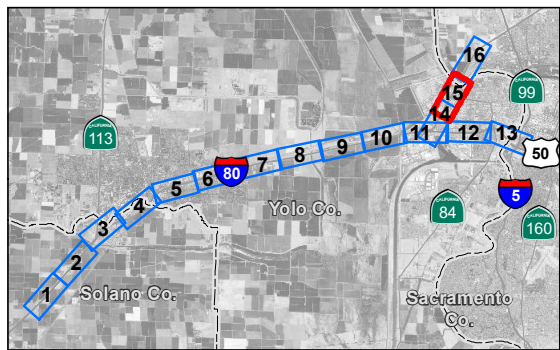 16
15
CALIFORNIA
99
14
CALIFORNIA
113
11
12
13
50
10
9
8
7
6
80
5
4
3
2
1
Yolo Co.
CALIFORNIA
84
5
CALIFORNIA
160
Solano Co.
Sacramento
Co.